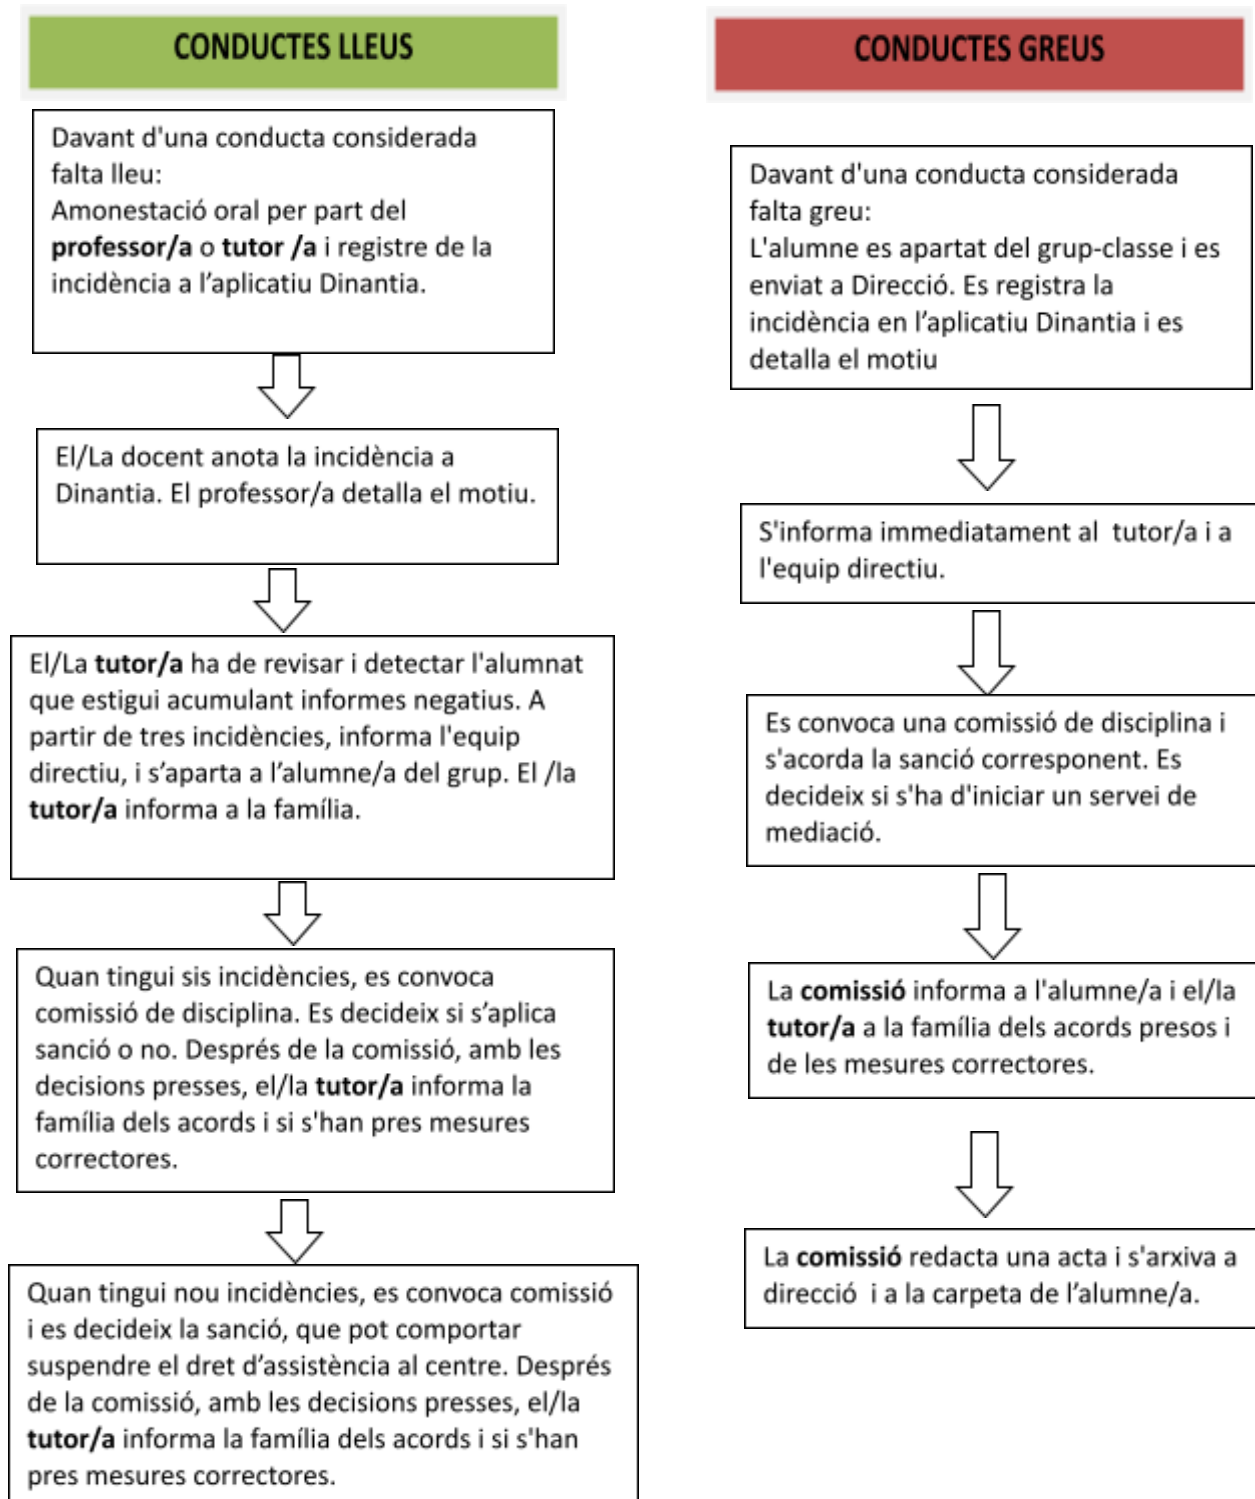 CONDUCTES LLEUS
Davant d'una conducta considerada
falta lleu:
Amonestació oral per part del
professor/a o tutor /a i registre de la
incidència a l’aplicatiu Dinantia.
El/La docent anota la incidència a
Dinantia. El professor/a detalla el motiu.
El/La tutor/a ha de revisar i detectar l'alumnat
que estigui acumulant informes negatius. A
partir de tres incidències, informa l'equip
directiu, i s’aparta a l’alumne/a del grup. El /la
tutor/a informa a la família.
Quan tingui sis incidències, es convoca
comissió de disciplina. Es decideix si s’aplica
sanció o no. Després de la comissió, amb les
decisions presses, el/la tutor/a informa la
família dels acords i si s'han pres mesures
correctores.
Quan tingui nou incidències, es convoca comissió
i es decideix la sanció, que pot comportar
suspendre el dret d’assistència al centre. Després
de la comissió, amb les decisions presses, el/la
tutor/a informa la família dels acords i si s'han
pres mesures correctores.
CONDUCTES GREUS
Davant d'una conducta considerada
falta greu:
L'alumne es apartat del grup-classe i es
enviat a Direcció. Es registra la
incidència en l’aplicatiu Dinantia i es
detalla el motiu
S'informa immediatament al tutor/a i a
l'equip directiu.
Es convoca una comissió de disciplina i
s'acorda la sanció corresponent. Es
decideix si s'ha d'iniciar un servei de
mediació.
La comissió informa a l'alumne/a i el/la
tutor/a a la família dels acords presos i
de les mesures correctores.
La comissió redacta una acta i s'arxiva a
direcció i a la carpeta de l’alumne/a.